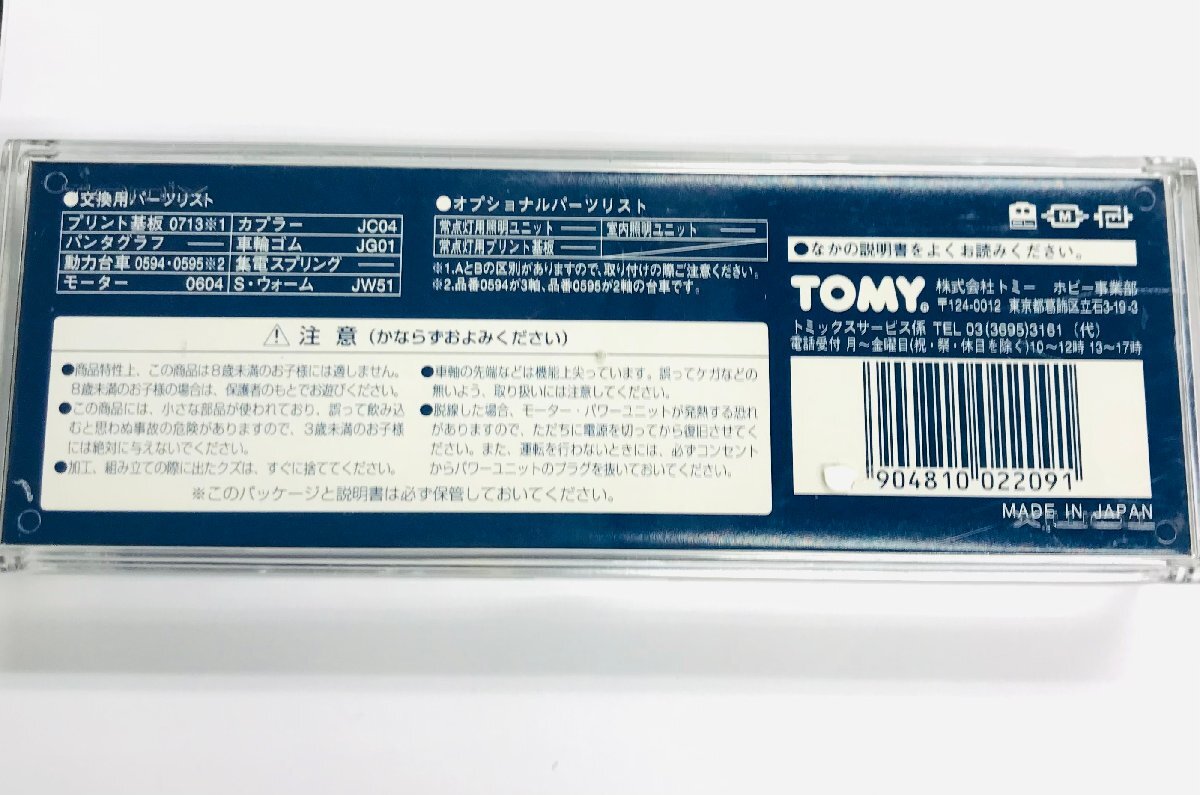 ●交換用パーツリスト
プリント基板 0713※1 カプラー JC04
パンタグラフ ―― 車輪ゴム JG01
動力台車 0594・0595※2 集電スプリング ――
モーター 0604 S・ウォーム JW51
●オプショナルパーツリスト
常点灯用照明ユニット ―― 室内照明ユニット ――
常点灯用プリント基板 ――
※1.AとBの区別がありますので、取り付けの際ご注意ください。
※2.品番0594が3軸、品番0595が2軸の台車です。
⚠ 注 意 (かならずおよみください)
●商品特性上、この商品は8歳未満のお子様には適しません。
8歳未満のお子様の場合は、保護者のもとでお遊びください。
●この商品には、小さな部品が使われており、誤って飲み込
むと思わぬ事故の危険がありますので、3歳未満のお子様
には絶対に与えないでください。
●加工、組み立ての際に出たクズは、すぐに捨ててください。
●車軸の先端などは機能上尖っています。誤ってケガなどの
無いよう、取り扱いには注意してください。
●脱線した場合、モーター・パワーユニットが発熱する恐れ
がありますので、ただちに電源を切ってから復旧させてく
ださい。また、運転を行わないときには、必ずコンセント
からパワーユニットのプラグを抜いておいてください。
※このパッケージと説明書は必ず保管しておいてください。
M
●なかの説明書をよくお読みください。
TOMY® 株式会社トミー ホビー事業部
〒124-0012 東京都葛飾区立石3-19-3
トミックスサービス係 TEL 03(3695)3161 (代)
電話受付 月～金曜日(祝・祭・休日を除く)10～12時 13～17時
904810 022091
MADE IN JAPAN